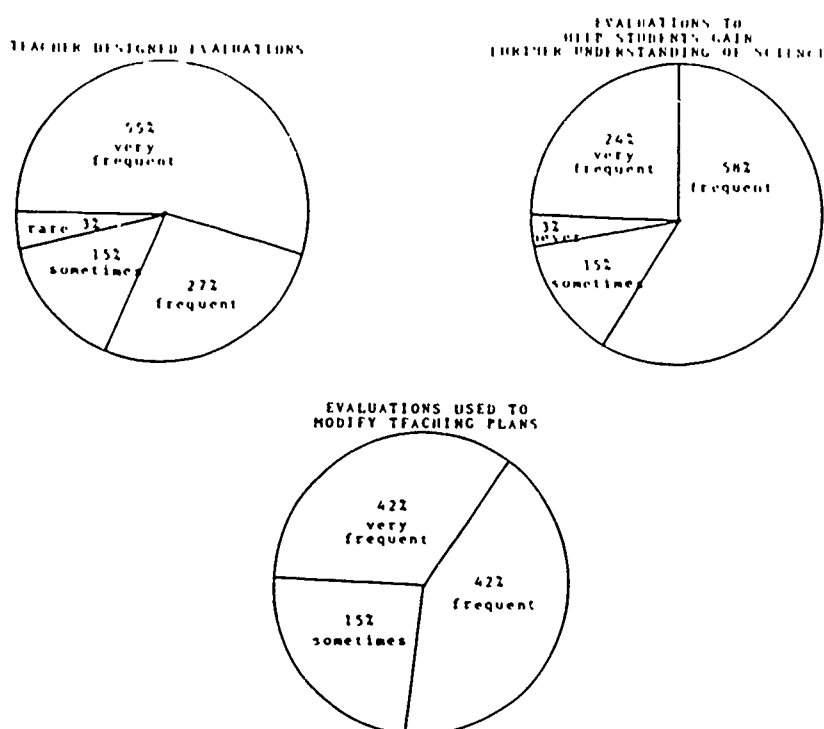 TEACHER DESIGNED EVALUATIONS
55%
very
frequent
rare 3%
15%
sometimes
27%
frequent
EVALUATIONS TO
HELP STUDENTS GAIN
FURTHER UNDERSTANDING OF SCIENCE
24%
very
frequent
58%
frequent
3%
never
15%
sometimes
EVALUATIONS USED TO
MODIFY TEACHING PLANS
42%
very
frequent
42%
frequent
15%
sometimes